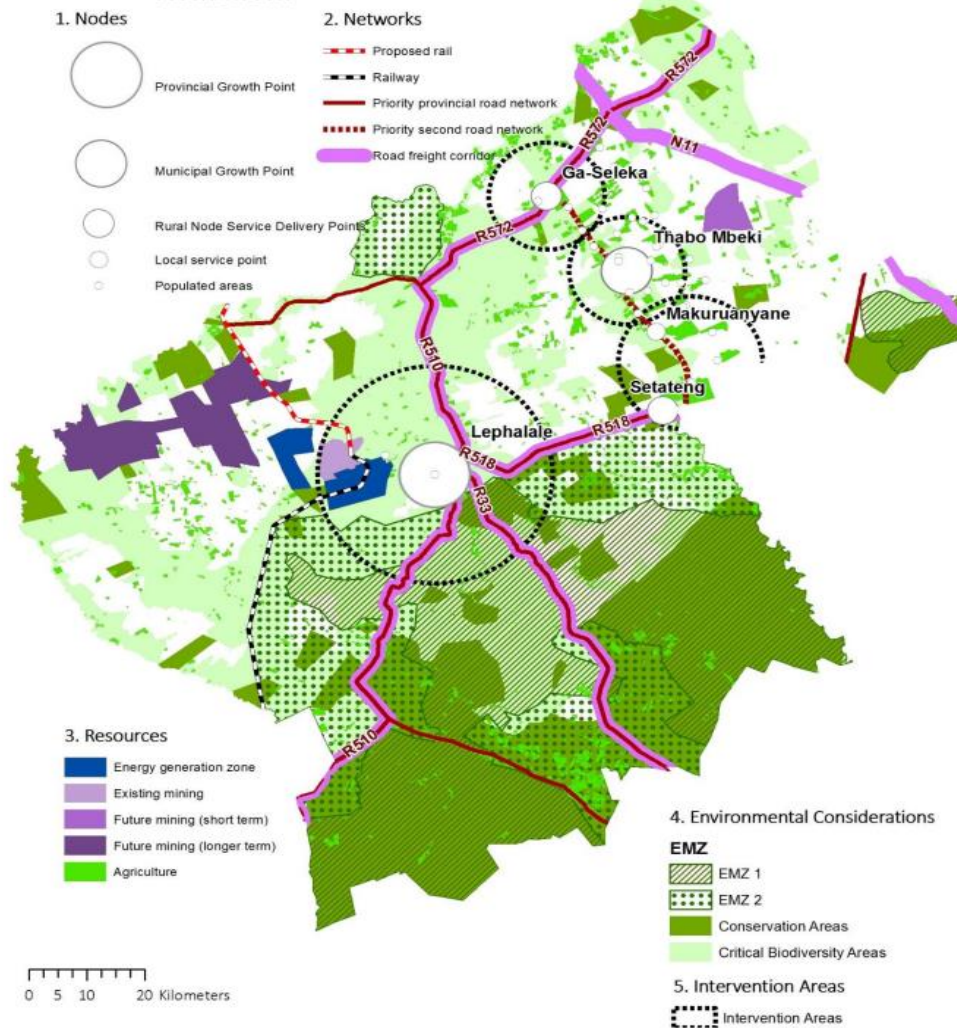 1. Nodes
Provincial Growth Point
Municipal Growth Point
Rural Node Service Delivery Point
Local service point
Populated areas
2. Networks
Proposed rail
Railway
Priority provincial road network
Priority second road network
Road freight corridor
R572
R572
N11
Ga-Seleka
R572
Thabo Mbeki
Makuruanyane
R510
Setateng
Lephalale
R518
R518
R33
R510
3. Resources
Energy generation zone
Existing mining
Future mining (short term)
Future mining (longer term)
Agriculture
4. Environmental Considerations
EMZ
EMZ 1
EMZ 2
Conservation Areas
Critical Biodiversity Areas
5. Intervention Areas
Intervention Areas
0 5 10 20 Kilometers